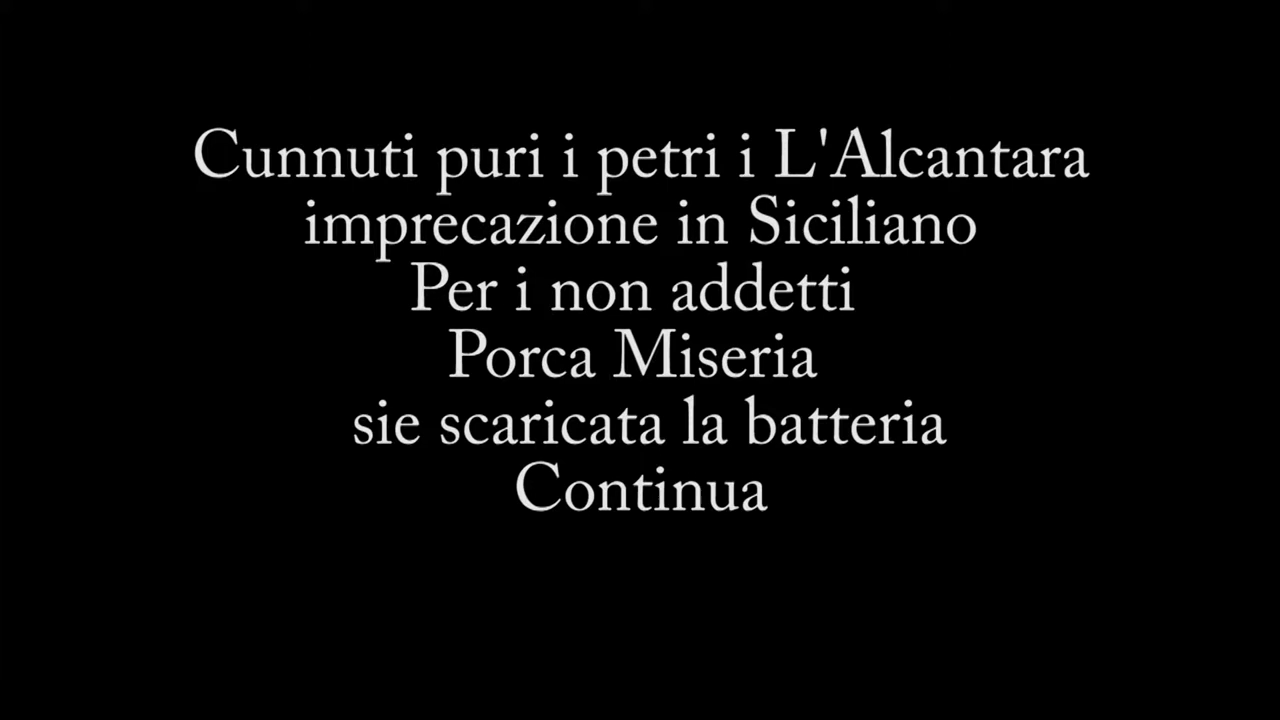 Cunnuti puri i petri i L'Alcantara
imprecazione in Siciliano
Per i non addetti
Porca Miseria
sie scaricata la batteria
Continua